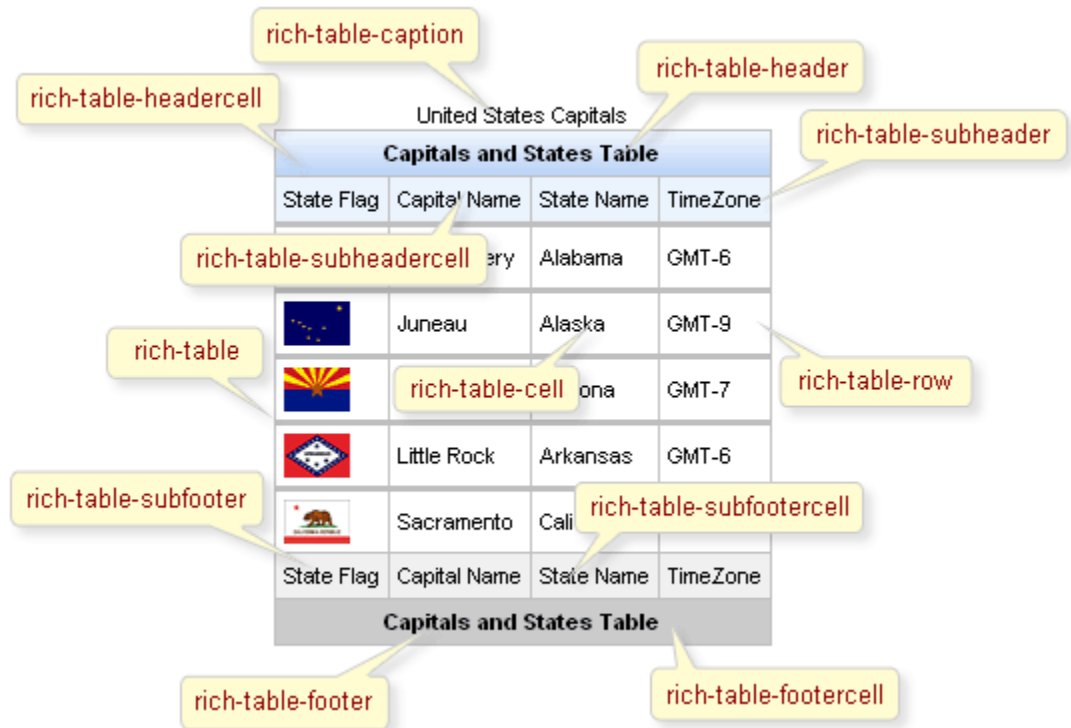 rich-table-caption
rich-table-header
rich-table-headercell
United States Capitals
rich-table-subheader
Capitals and States Table
State Flag Capital Name State Name TimeZone
rich-table-subheadercell
ery Alabama GMT-6
Juneau Alaska GMT-9
rich-table
rich-table-cell
rich-table-row
ona GMT-7
Little Rock Arkansas GMT-6
rich-table-subfooter
rich-table-subfootercell
Sacramento Cali
State Flag Capital Name State Name TimeZone
Capitals and States Table
rich-table-footer
rich-table-footercell